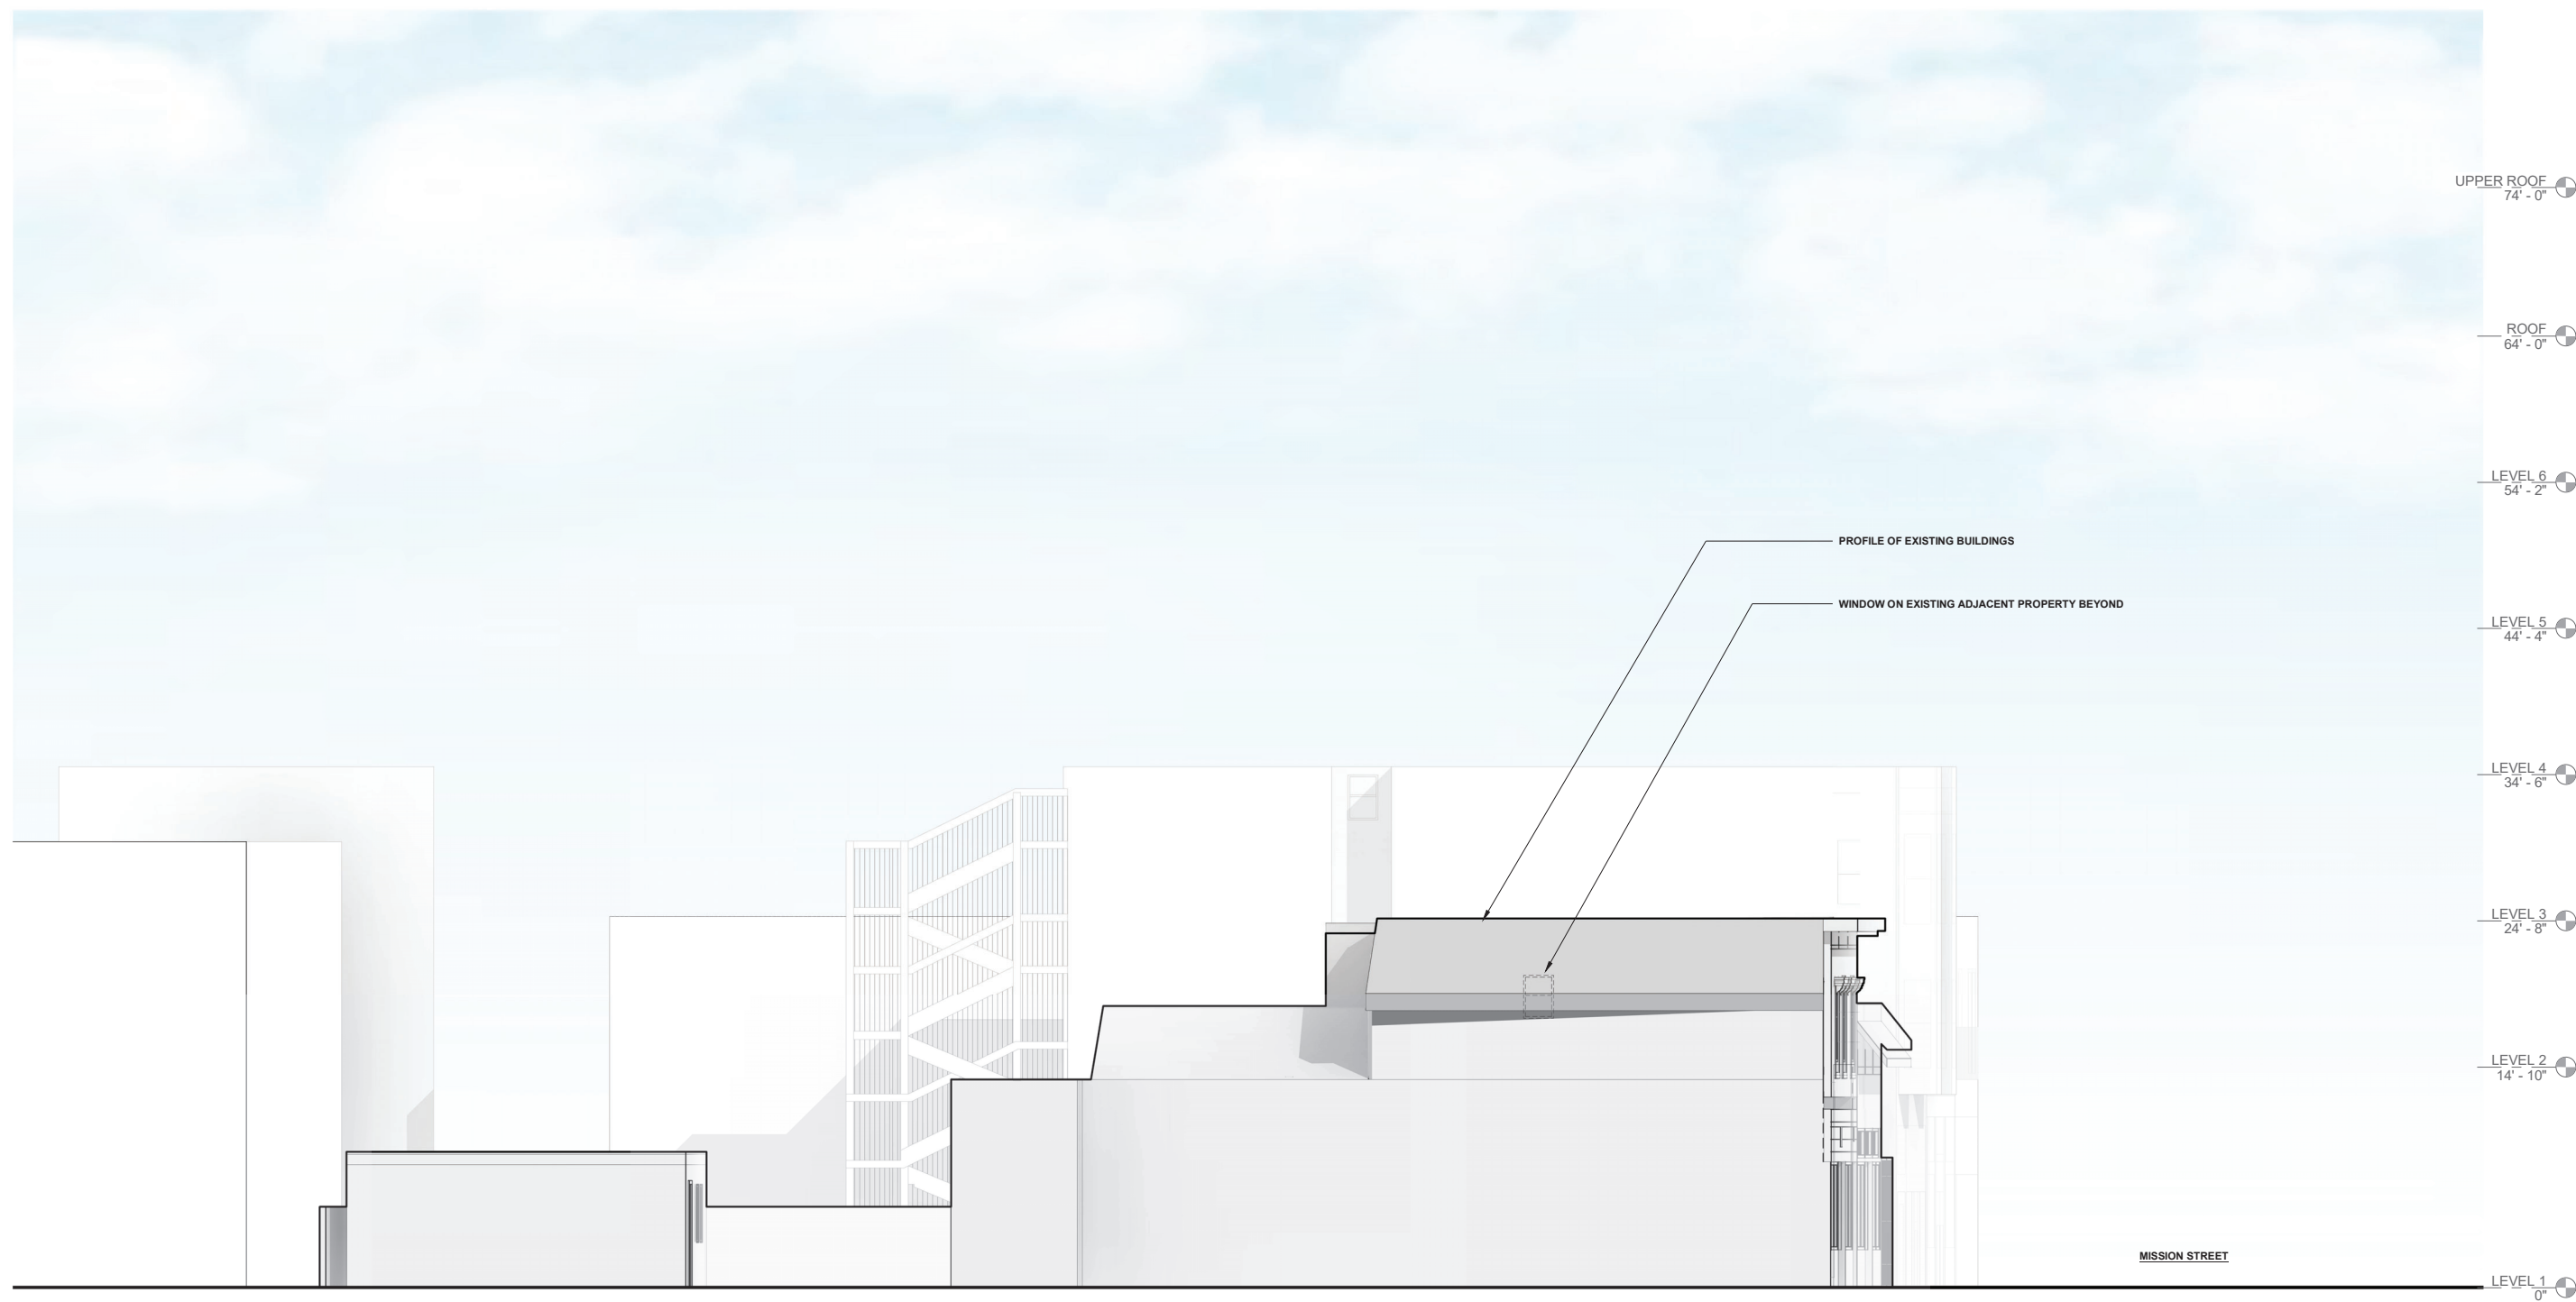 UPPER ROOF
74' - 0"
ROOF
64' - 0"
LEVEL 6
54' - 2"
PROFILE OF EXISTING BUILDINGS
WINDOW ON EXISTING ADJACENT PROPERTY BEYOND
LEVEL 5
44' - 4"
LEVEL 4
34' - 6"
LEVEL 3
24' - 8"
LEVEL 2
14' - 10"
MISSION STREET
LEVEL 1
0"